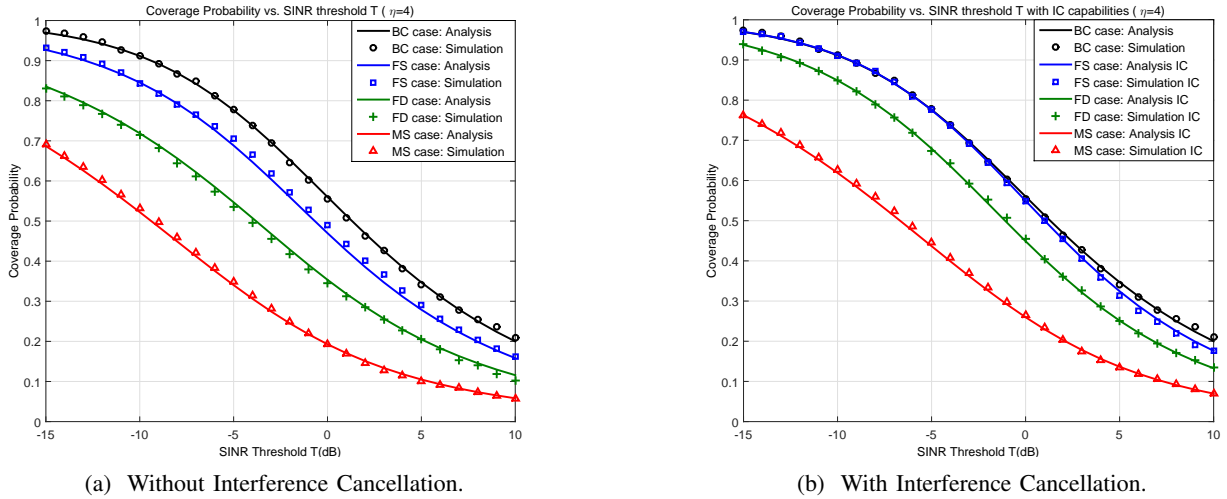 Coverage Probability vs. SINR threshold T ( η=4)
BC case: Analysis
BC case: Simulation
FS case: Analysis
FS case: Simulation
FD case: Analysis
FD case: Simulation
MS case: Analysis
MS case: Simulation
Coverage Probability
1
0.9
0.8
0.7
0.6
0.5
0.4
0.3
0.2
0.1
0
-15 -10 -5 0 5 10
SINR Threshold T(dB)
(a) Without Interference Cancellation.
Coverage Probability vs. SINR threshold T with IC capabilities (η=4)
BC case: Analysis
BC case: Simulation
FS case: Analysis IC
FS case: Simulation IC
FD case: Analysis IC
FD case: Simulation IC
MS case: Analysis IC
MS case: Simulation IC
Coverage Probability
1
0.9
0.8
0.7
0.6
0.5
0.4
0.3
0.2
0.1
0
-15 -10 -5 0 5 10
SINR Threshold T(dB)
(b) With Interference Cancellation.